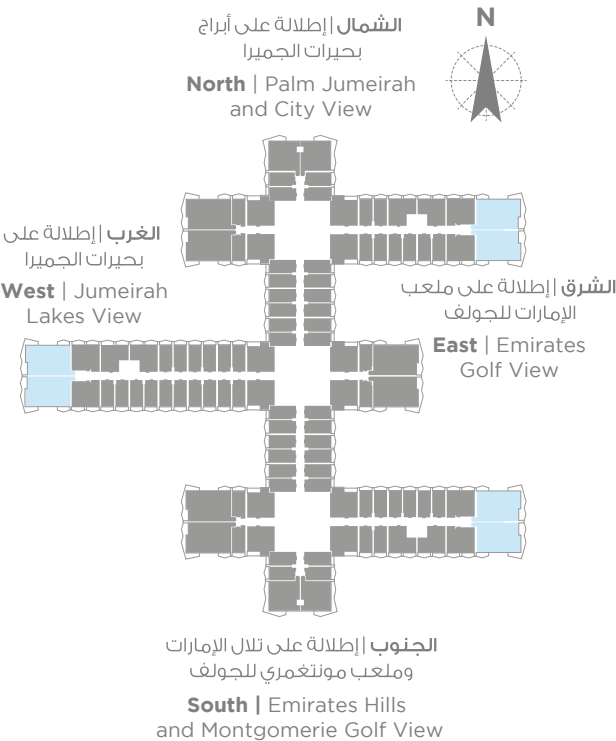 الشمال | إطلالة على أبراج
بحيرات الجميرا
North | Palm Jumeirah
and City View
N
الغرب | إطلالة على
بحيرات الجميرا
West | Jumeirah
Lakes View
الشرق | إطلالة على ملعب
الإمارات للجولف
East | Emirates
Golf View
الجنوب | إطلالة على تلال الإمارات
وملعب مونتغمري للجولف
South | Emirates Hills
and Montgomerie Golf View